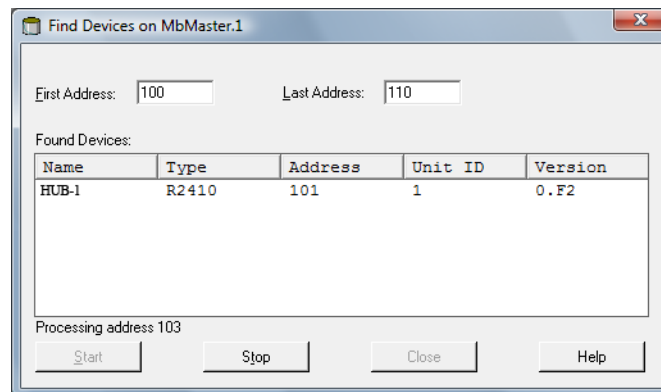 Find Devices on MbMaster.1
First Address: 100 Last Address: 110
Found Devices:
Name Type Address Unit ID Version
HUB-1 R2410 101 1 0.F2
Processing address 103
Start Stop Close Help